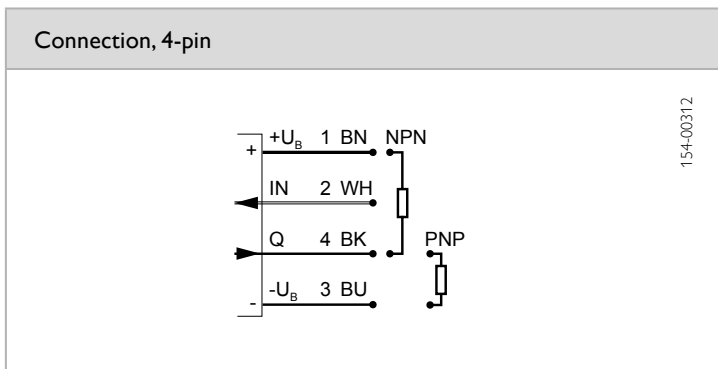 Connection, 4-pin
154-00312
+U_B 1 BN NPN
+
IN 2 WH
Q 4 BK PNP
-U_B 3 BU
-